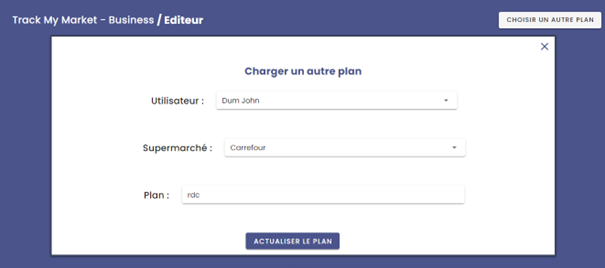 Track My Market - Business / Editeur
CHOISIR UN AUTRE PLAN
Charger un autre plan
Utilisateur : Dum John
Supermarché : Carrefour
Plan : rdc
ACTUALISER LE PLAN